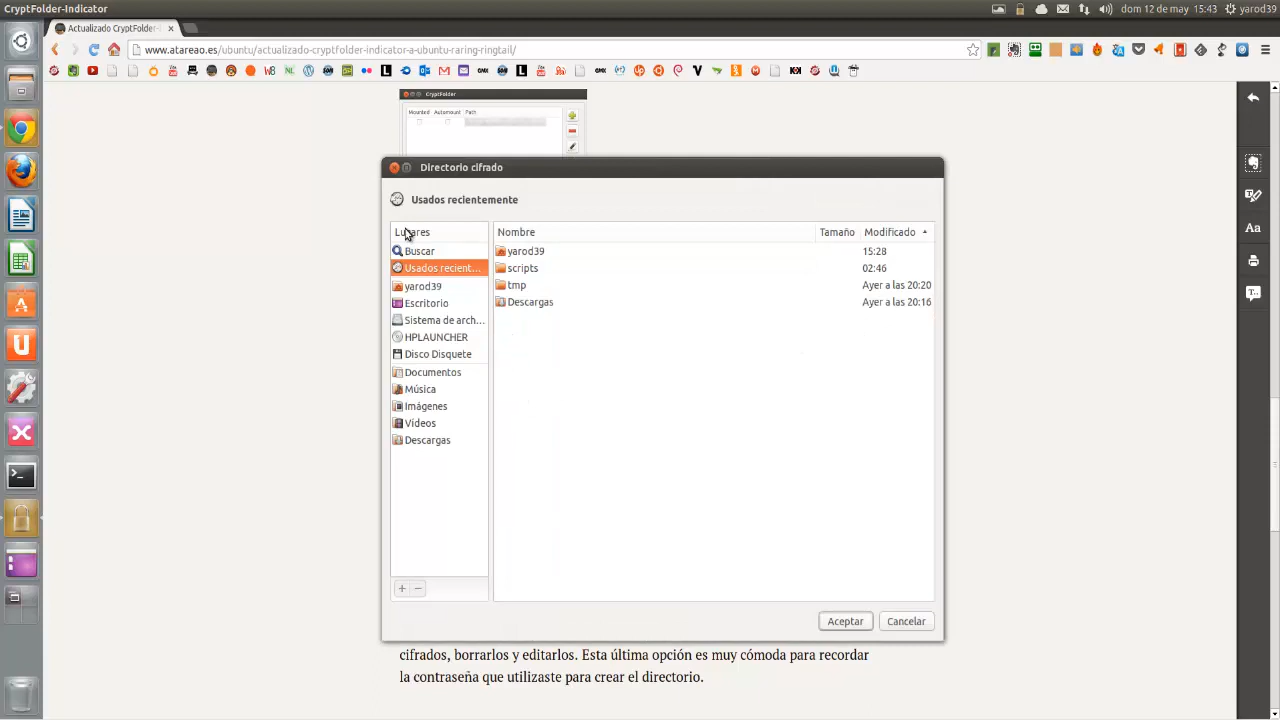 CryptFolder-Indicator
dom 12 de may
15:43
yarod39
Actualizado CryptFolder-
www.atareao.es/ubuntu/actualizado-cryptfolder-indicator-a-ubuntu-raring-ringtail/
CryptFolder
Mounted Automount Path
Directorio cifrado
Usados recientemente
Lugares
Nombre Tamaño Modificado
Buscar
Usados recient...
yarod39
Escritorio
Sistema de arch...
HPLAUNCHER
Disco Disquete
Documentos
Música
Imágenes
Vídeos
Descargas
yarod39 15:28
scripts 02:46
tmp Ayer a las 20:20
Descargas Ayer a las 20:16
Aceptar Cancelar
cifrados, borrarlos y editarlos. Esta última opción es muy cómoda para recordar
la contraseña que utilizaste para crear el directorio.
Aa